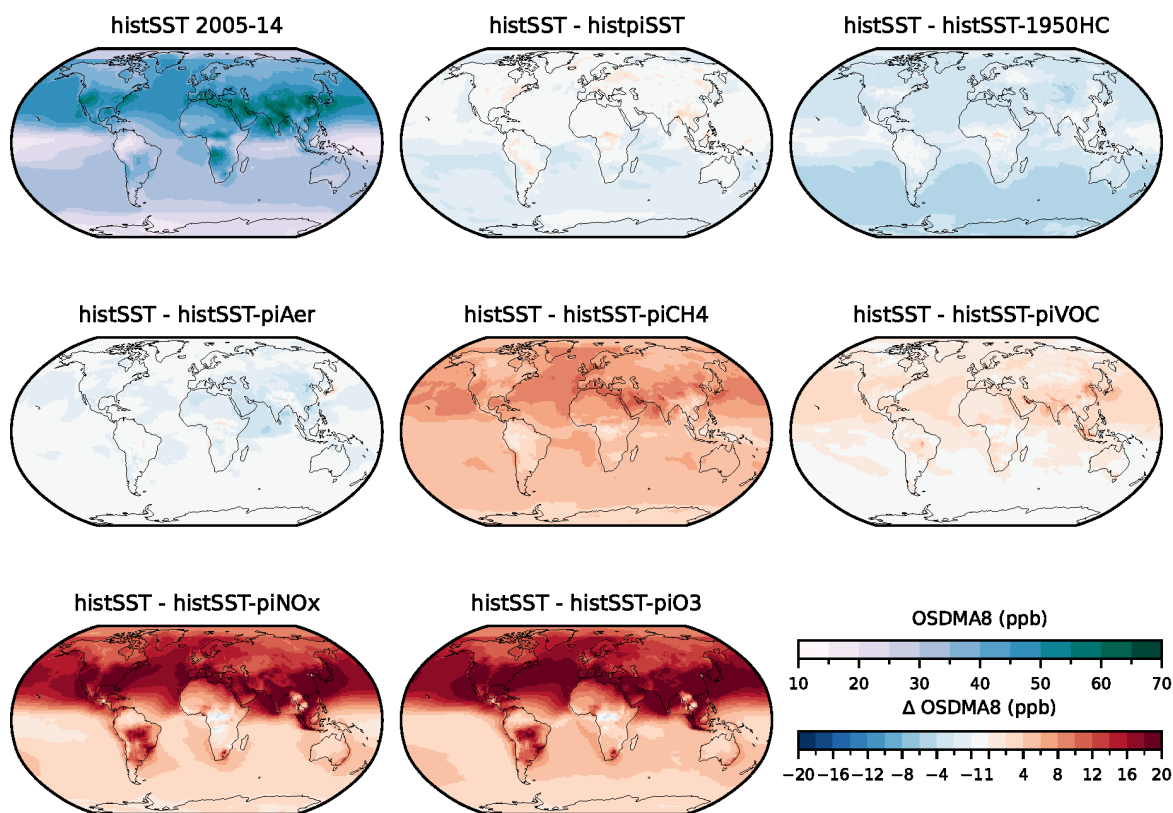 histSST 2005-14
histSST - histpiSST
histSST - histSST-1950HC
histSST - histSST-piAer
histSST - histSST-piCH4
histSST - histSST-piVOC
histSST - histSST-piNOx
histSST - histSST-piO3
OSDMA8 (ppb)
10 20 30 40 50 60 70
Δ OSDMA8 (ppb)
−20 −16 −12 −8 −4 −11 4 8 12 16 20